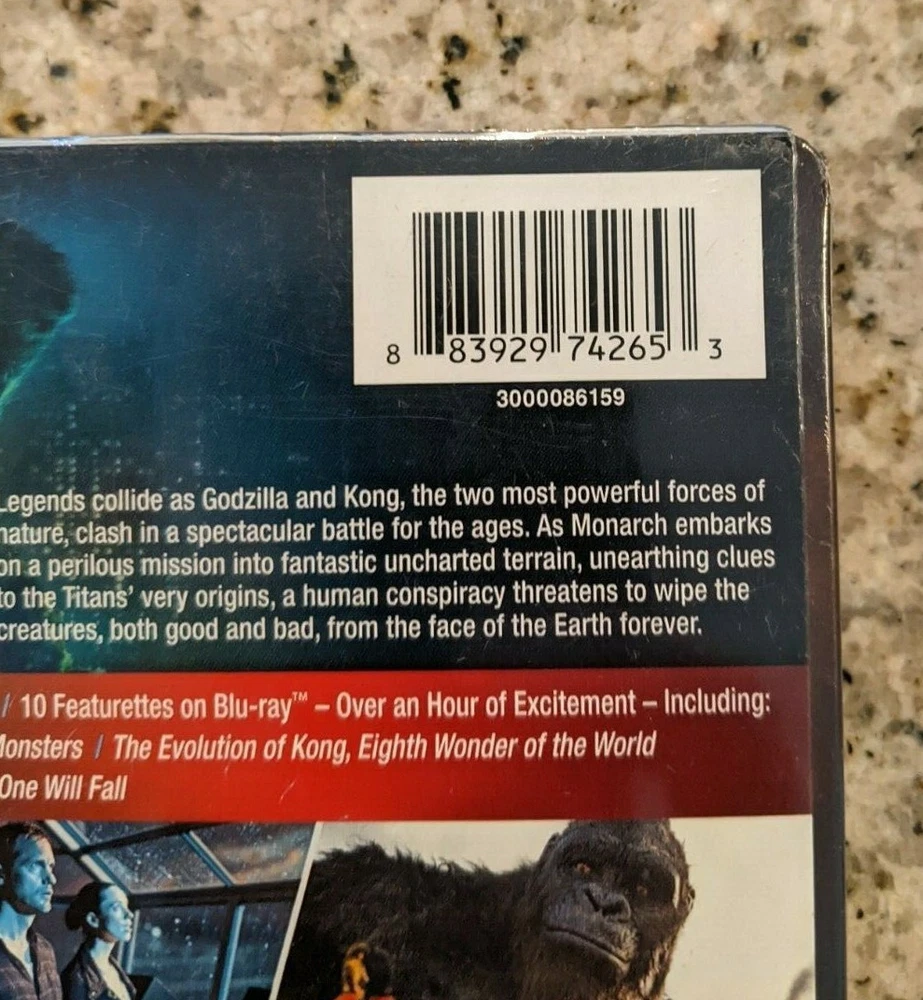 8 83929 74265 3
3000086159
Legends collide as Godzilla and Kong, the two most powerful forces of
nature, clash in a spectacular battle for the ages. As Monarch embarks
on a perilous mission into fantastic uncharted terrain, unearthing clues
to the Titans’ very origins, a human conspiracy threatens to wipe the
creatures, both good and bad, from the face of the Earth forever.
/ 10 Featurettes on Blu-ray™ – Over an Hour of Excitement – Including:
Monsters / The Evolution of Kong, Eighth Wonder of the World
One Will Fall